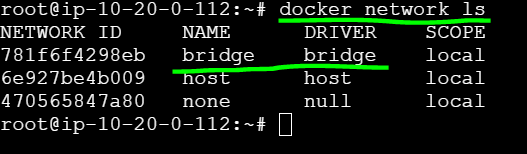 root@ip-10-20-0-112:~# docker network ls
NETWORK ID     NAME      DRIVER    SCOPE
781f6f4298eb   bridge    bridge    local
6e927be4b009   host      host      local
470565847a80   none      null      local
root@ip-10-20-0-112:~#